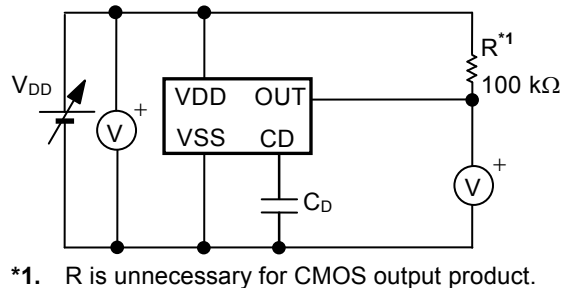 R*1
100 kΩ
VDD
VDD OUT
VSS CD
+
V
+
V
CD
*1. R is unnecessary for CMOS output product.